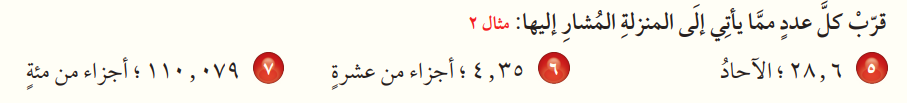 قرّبْ كلَّ عددٍ ممَّا يأتِي إلَى المنزلةِ المُشارِ إليها: مثال ٢
٥ ٢٨,٦ ؛ الآحادُ ٦ ٤,٣٥ ؛ أجزاء من عشرةٍ ٧ ١١٠,٠٧٩ ؛ أجزاء من مئةٍ